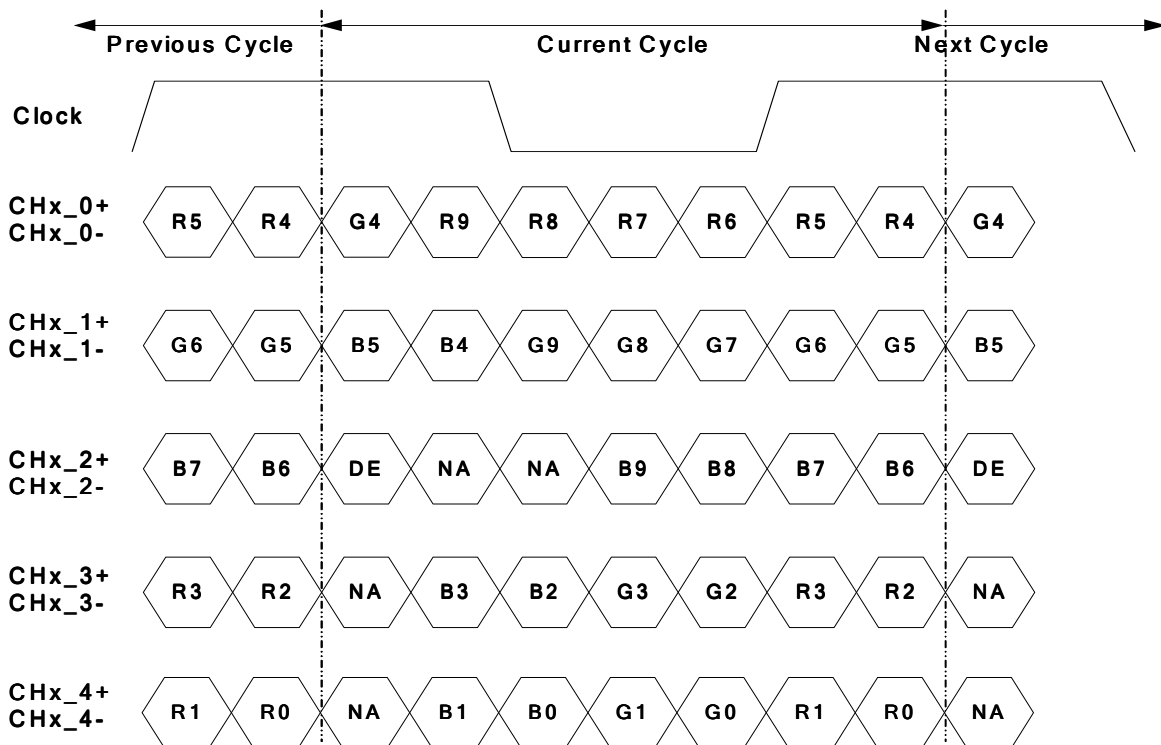 Previous Cycle Current Cycle Next Cycle
Clock
CHx_0+
CHx_0-
R5 R4 G4 R9 R8 R7 R6 R5 R4 G4
CHx_1+
CHx_1-
G6 G5 B5 B4 G9 G8 G7 G6 G5 B5
CHx_2+
CHx_2-
B7 B6 DE NA NA B9 B8 B7 B6 DE
CHx_3+
CHx_3-
R3 R2 NA B3 B2 G3 G2 R3 R2 NA
CHx_4+
CHx_4-
R1 R0 NA B1 B0 G1 G0 R1 R0 NA